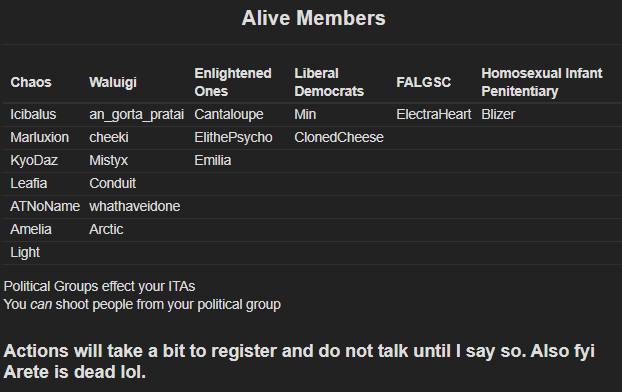 Alive Members
Chaos Waluigi Enlightened Ones Liberal Democrats FALGSC Homosexual Infant Penitentiary
Icibalus an_gorta_pratai Cantaloupe Min ElectraHeart Blizer
Marluxion cheeki ElithePsycho ClonedCheese
KyoDaz Mistyx Emilia
Leafia Conduit
ATNoName whathaveidone
Amelia Arctic
Light
Political Groups effect your ITAs
You can shoot people from your political group
Actions will take a bit to register and do not talk until I say so. Also fyi
Arete is dead lol.